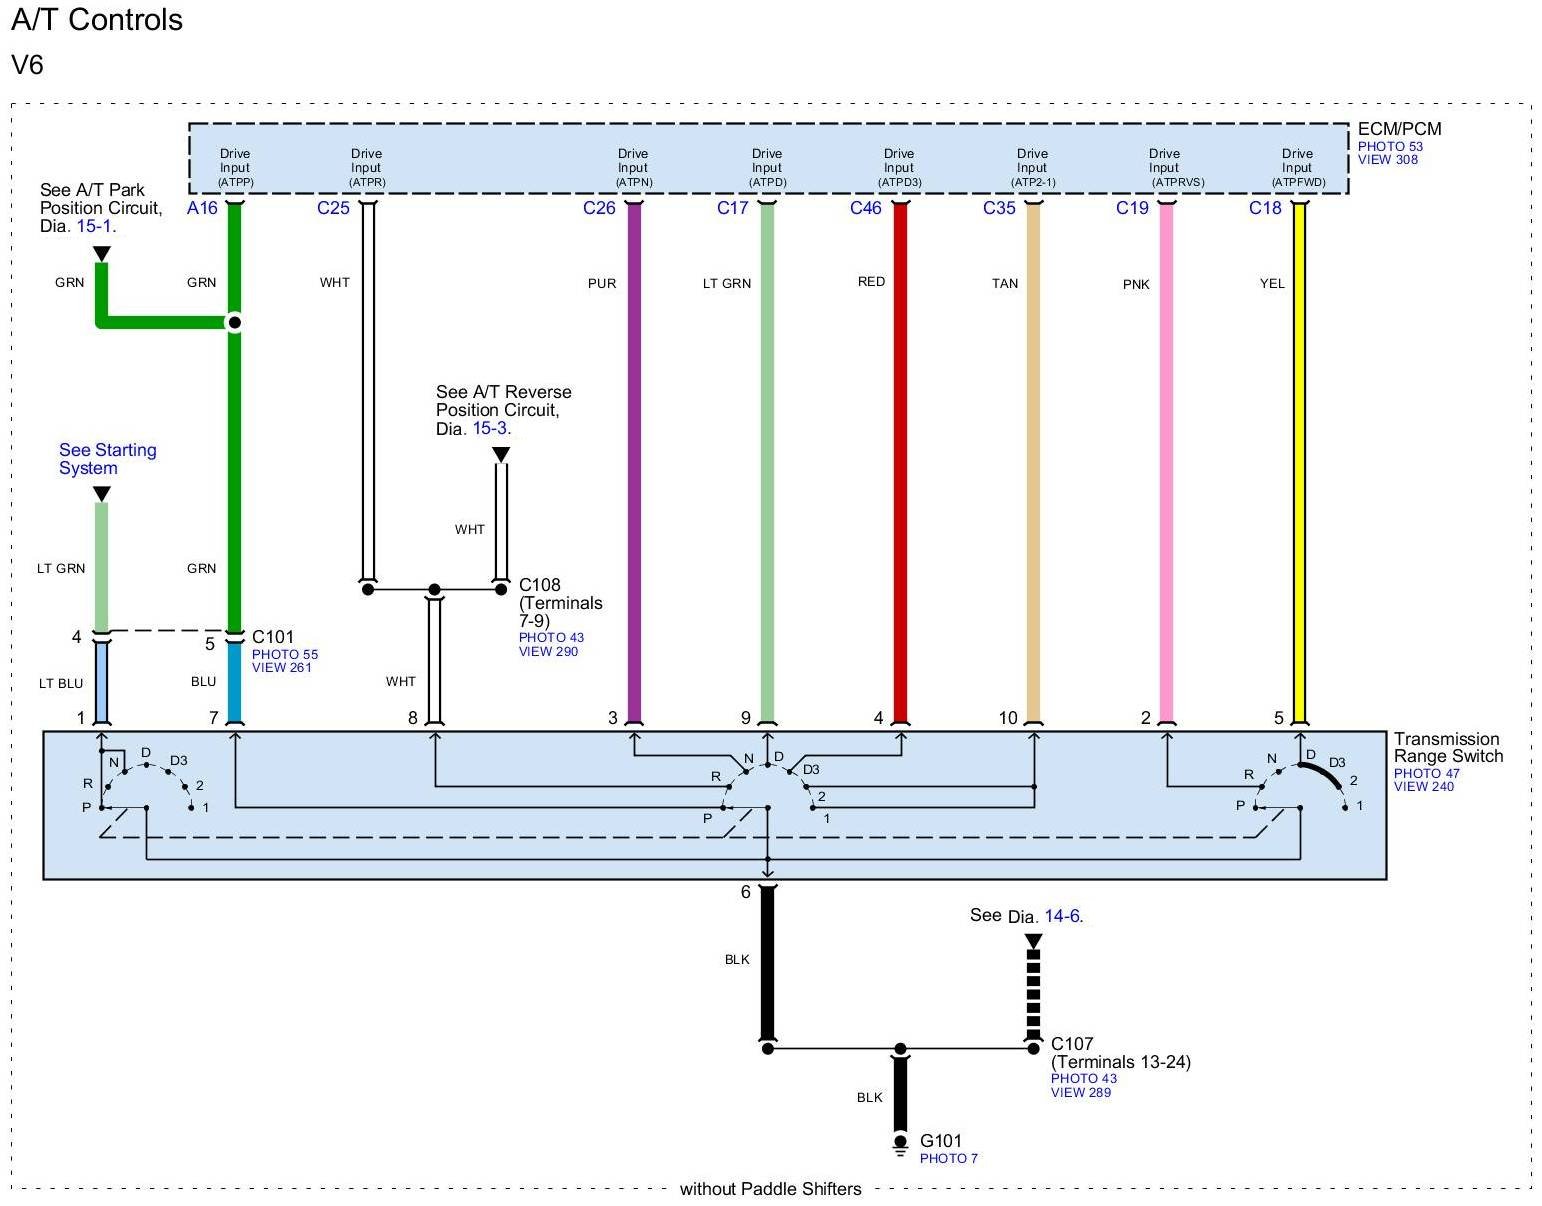 A/T Controls
V6
ECM/PCM
PHOTO 53
VIEW 308
Drive
Input
(ATPP)
Drive
Input
(ATPR)
Drive
Input
(ATPN)
Drive
Input
(ATPD)
Drive
Input
(ATPD3)
Drive
Input
(ATP2-1)
Drive
Input
(ATPRVS)
Drive
Input
(ATPFWD)
See A/T Park
Position Circuit,
Dia. 15-1.
A16 C25 C26 C17 C46 C35 C19 C18
GRN GRN WHT PUR LT GRN RED TAN PNK YEL
See A/T Reverse
Position Circuit,
Dia. 15-3.
See Starting
System
WHT
LT GRN GRN
C108
(Terminals
7-9)
PHOTO 43
VIEW 290
4 5 C101
PHOTO 55
VIEW 261
LT BLU BLU WHT
1 7 8 3 9 4 10 2 5
Transmission
Range Switch
PHOTO 47
VIEW 240
P R N D D3 2 1
P R N D D3 2 1
P R N D D3 2 1
6
See Dia. 14-6.
BLK
C107
(Terminals 13-24)
PHOTO 43
VIEW 289
BLK
G101
PHOTO 7
without Paddle Shifters